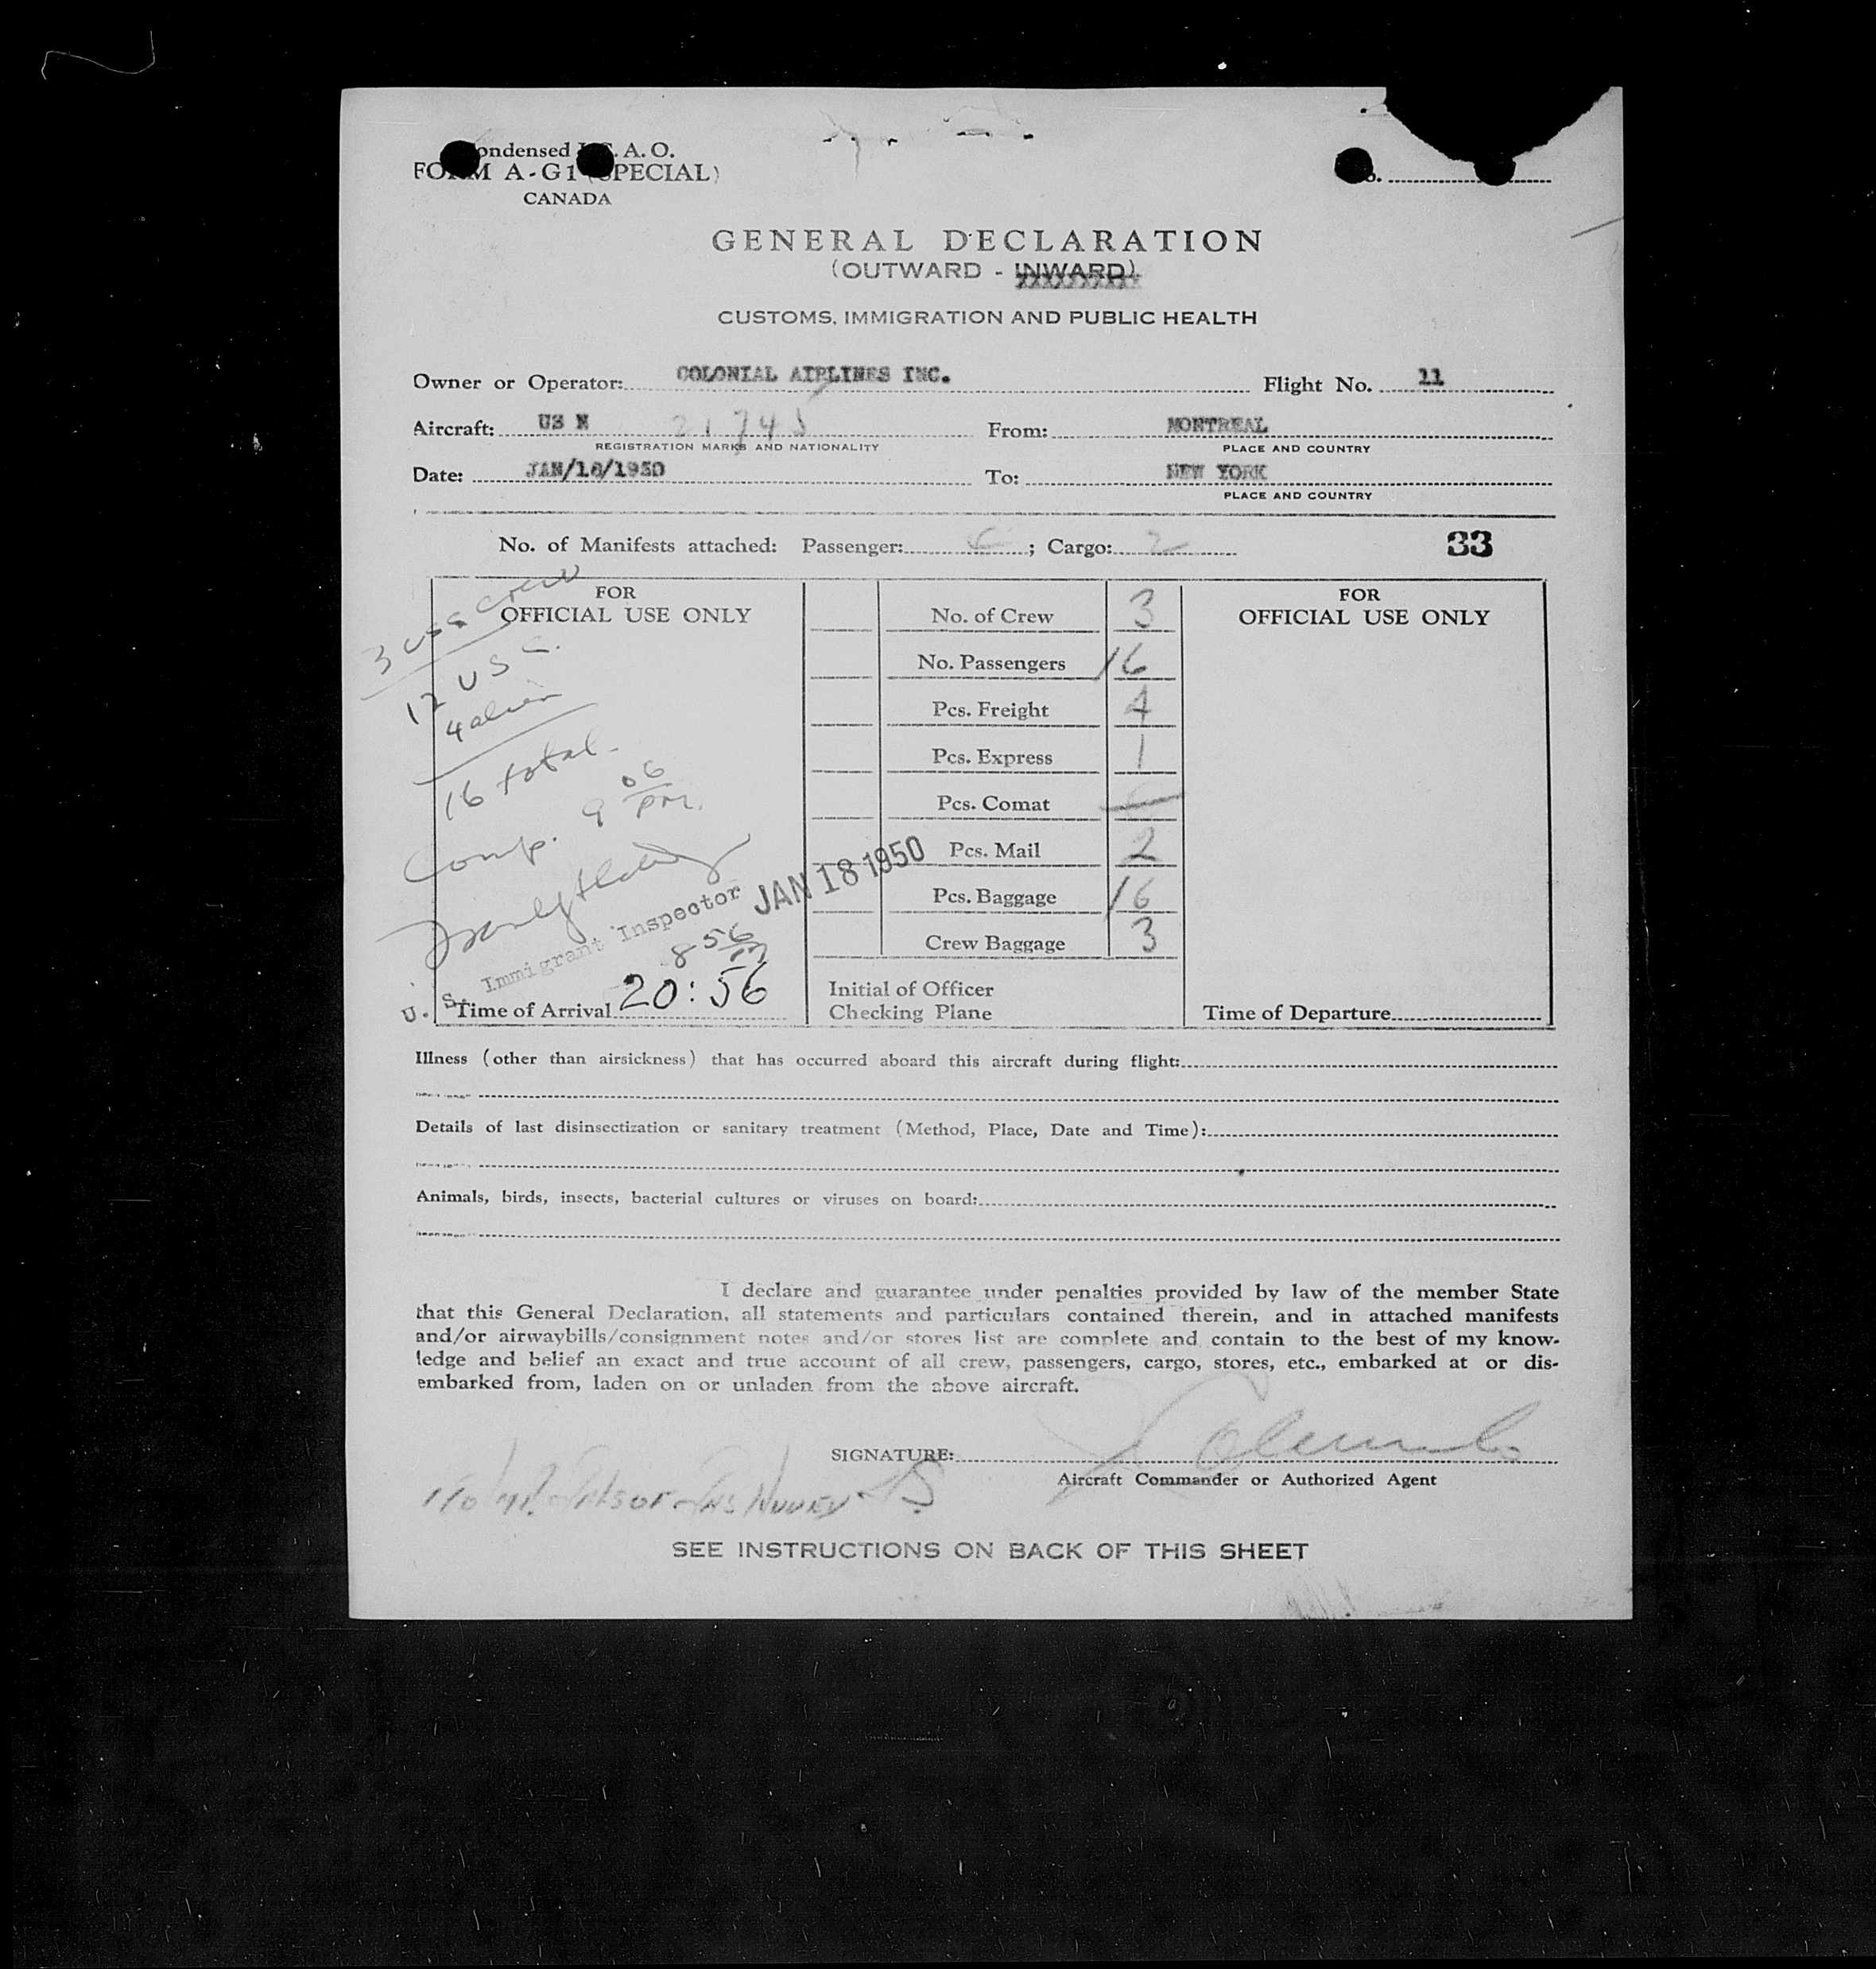 Condensed I. C. A. O.
FORM A-G1 (SPECIAL)
CANADA
GENERAL DECLARATION
(OUTWARD - INWARD)
CUSTOMS, IMMIGRATION AND PUBLIC HEALTH
Owner or Operator: COLONIAL AIRLINES INC. Flight No. 11
Aircraft: US N 21745 From: MONTREAL
REGISTRATION MARKS AND NATIONALITY PLACE AND COUNTRY
Date: JAN/18/1950 To: NEW YORK
PLACE AND COUNTRY
No. of Manifests attached: Passenger: ; Cargo: 2 33
3 crew
12 USC
4 alien
16 total
Comp. 9 06 pm.
FOR
OFFICIAL USE ONLY
No. of Crew 3
No. Passengers 16
Pcs. Freight 4
Pcs. Express 1
Pcs. Comat
Pcs. Mail 2
Pcs. Baggage 16
Crew Baggage 3
FOR
OFFICIAL USE ONLY
JAN 18 1950
U. S. Immigrant Inspector
8 56 pm
Time of Arrival 20:56
Initial of Officer
Checking Plane
Time of Departure
Illness (other than airsickness) that has occurred aboard this aircraft during flight:
Details of last disinsectization or sanitary treatment (Method, Place, Date and Time):
Animals, birds, insects, bacterial cultures or viruses on board:
I declare and guarantee under penalties provided by law of the member State
that this General Declaration, all statements and particulars contained therein, and in attached manifests
and/or airwaybills/consignment notes and/or stores list are complete and contain to the best of my know-
ledge and belief an exact and true account of all crew, passengers, cargo, stores, etc., embarked at or dis-
embarked from, laden on or unladen from the above aircraft.
SIGNATURE:
Aircraft Commander or Authorized Agent
SEE INSTRUCTIONS ON BACK OF THIS SHEET